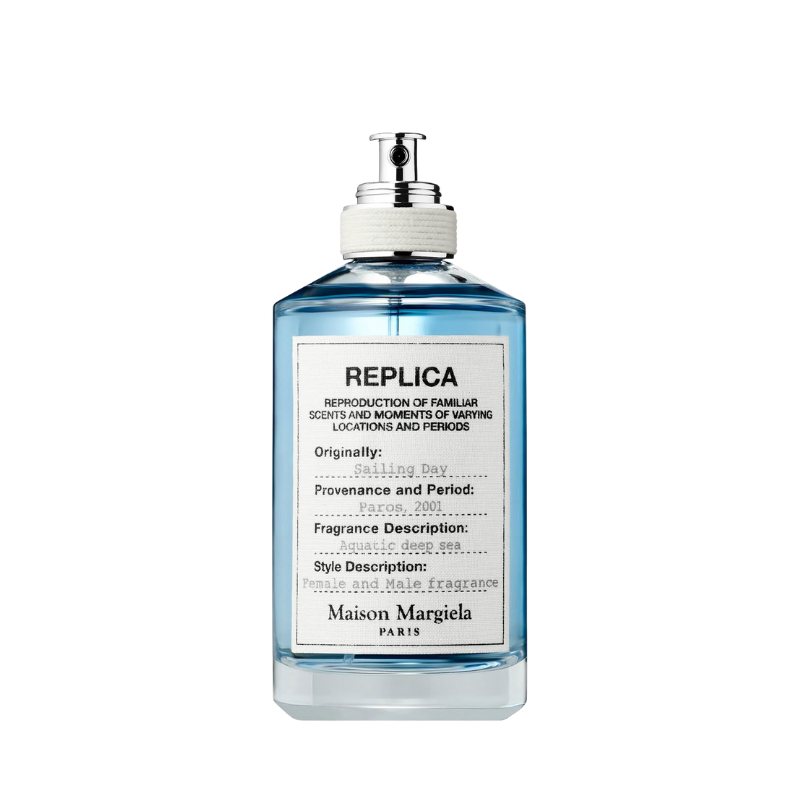 REPLICA
REPRODUCTION OF FAMILIAR
SCENTS AND MOMENTS OF VARYING
LOCATIONS AND PERIODS
Originally:
Sailing Day
Provenance and Period:
Paros, 2001
Fragrance Description:
Aquatic deep sea
Style Description:
Female and Male fragrance
Maison Margiela
PARIS